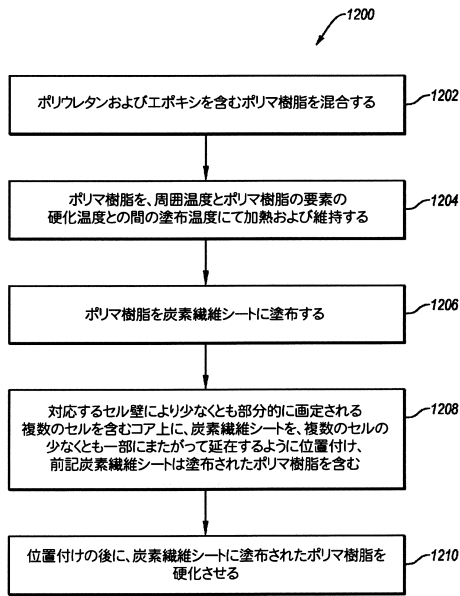 1200
ポリウレタンおよびエポキシを含むポリマ樹脂を混合する
1202
ポリマ樹脂を、周囲温度とポリマ樹脂の要素の
硬化温度との間の塗布温度にて加熱および維持する
1204
ポリマ樹脂を炭素繊維シートに塗布する
1206
対応するセル壁により少なくとも部分的に画定される
複数のセルを含むコア上に、炭素繊維シートを、複数のセルの
少なくとも一部にまたがって延在するように位置付け、
前記炭素繊維シートは塗布されたポリマ樹脂を含む
1208
位置付けの後に、炭素繊維シートに塗布されたポリマ樹脂を
硬化させる
1210